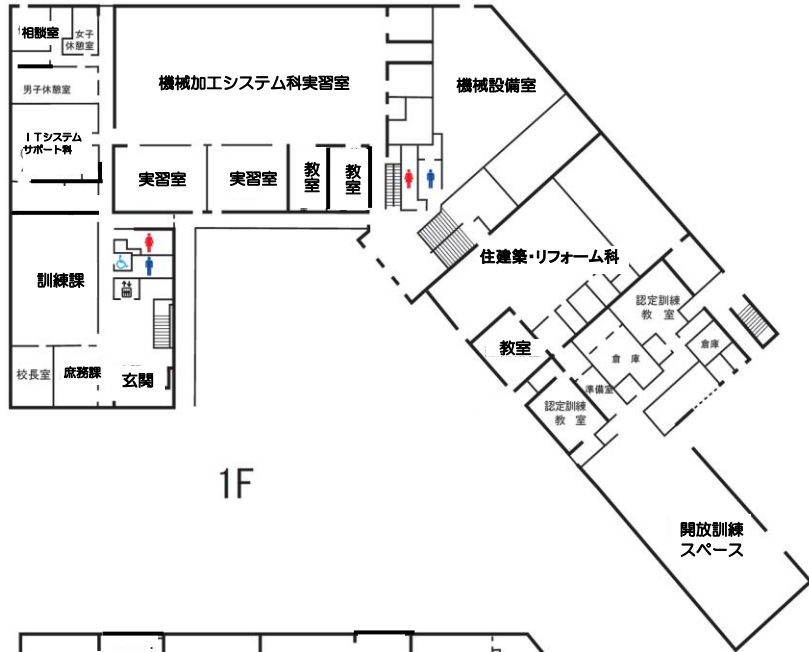 相談室
女子
休憩室
機械加工システム科実習室
機械設備室
男子休憩室
ITシステム
サポート科
実習室
実習室
教室
教室
住建築・リフォーム科
訓練課
認定訓練
教 室
教室
倉 庫
倉庫
校長室
庶務課
玄関
準備室
認定訓練
教 室
1F
開放訓練
スペース